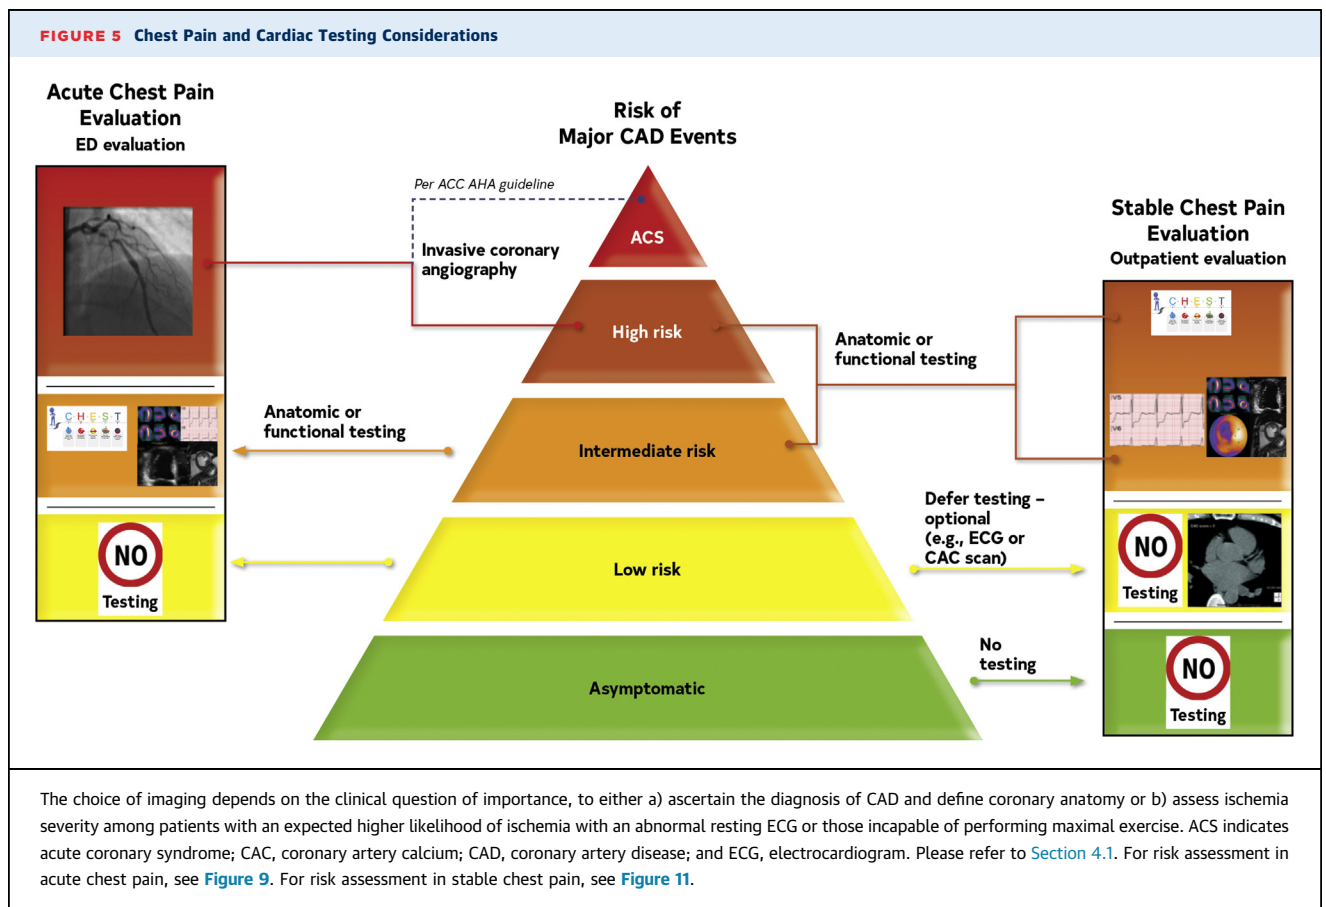 FIGURE 5 Chest Pain and Cardiac Testing Considerations
Acute Chest Pain
Evaluation
ED evaluation
Risk of
Major CAD Events
Per ACC AHA guideline
Invasive coronary
angiography
ACS
Stable Chest Pain
Evaluation
Outpatient evaluation
C·H·E·S·T
High risk
Anatomic or
functional testing
C·H·E·S·T
V5
V6
Anatomic or
functional testing
Intermediate risk
NO
Testing
Low risk
Defer testing –
optional
(e.g., ECG or
CAC scan)
NO
Testing
Asymptomatic
No
testing
NO
Testing
The choice of imaging depends on the clinical question of importance, to either a) ascertain the diagnosis of CAD and define coronary anatomy or b) assess ischemia
severity among patients with an expected higher likelihood of ischemia with an abnormal resting ECG or those incapable of performing maximal exercise. ACS indicates
acute coronary syndrome; CAC, coronary artery calcium; CAD, coronary artery disease; and ECG, electrocardiogram. Please refer to Section 4.1. For risk assessment in
acute chest pain, see Figure 9. For risk assessment in stable chest pain, see Figure 11.